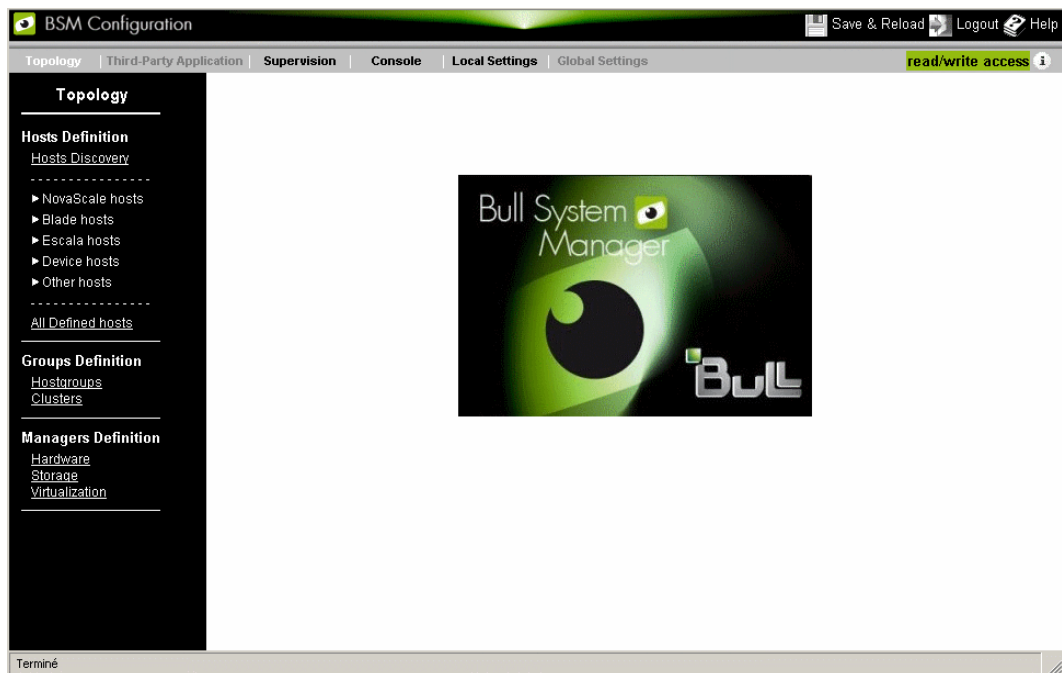 BSM Configuration
Save & Reload Logout Help
Topology | Third-Party Application | Supervision | Console | Local Settings | Global Settings
read/write access i
Topology
Hosts Definition
Hosts Discovery
- - - - - - - - - - - - - - - -
► NovaScale hosts
► Blade hosts
► Escala hosts
► Device hosts
► Other hosts
- - - - - - - - - - - - - - - -
All Defined hosts
Groups Definition
Hostgroups
Clusters
Managers Definition
Hardware
Storage
Virtualization
Bull System
Manager
Bull
Terminé